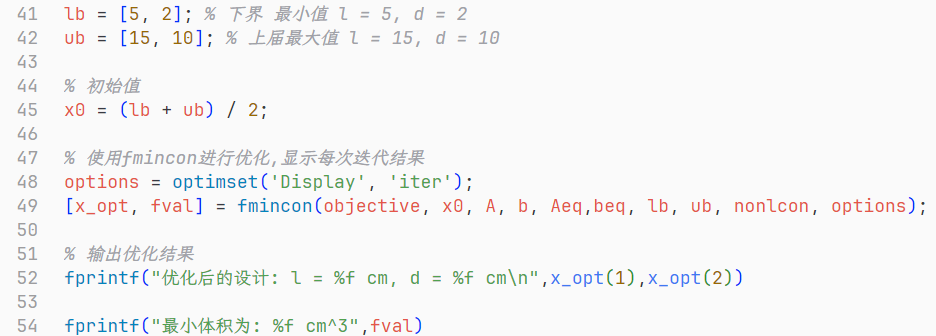 41 lb = [5, 2]; % 下界 最小值 l = 5, d = 2
42 ub = [15, 10]; % 上届最大值 l = 15, d = 10
43
44 % 初始值
45 x0 = (lb + ub) / 2;
46
47 % 使用fmincon进行优化,显示每次迭代结果
48 options = optimset('Display', 'iter');
49 [x_opt, fval] = fmincon(objective, x0, A, b, Aeq,beq, lb, ub, nonlcon, options);
50
51 % 输出优化结果
52 fprintf("优化后的设计: l = %f cm, d = %f cm\n",x_opt(1),x_opt(2))
53
54 fprintf("最小体积为: %f cm^3",fval)